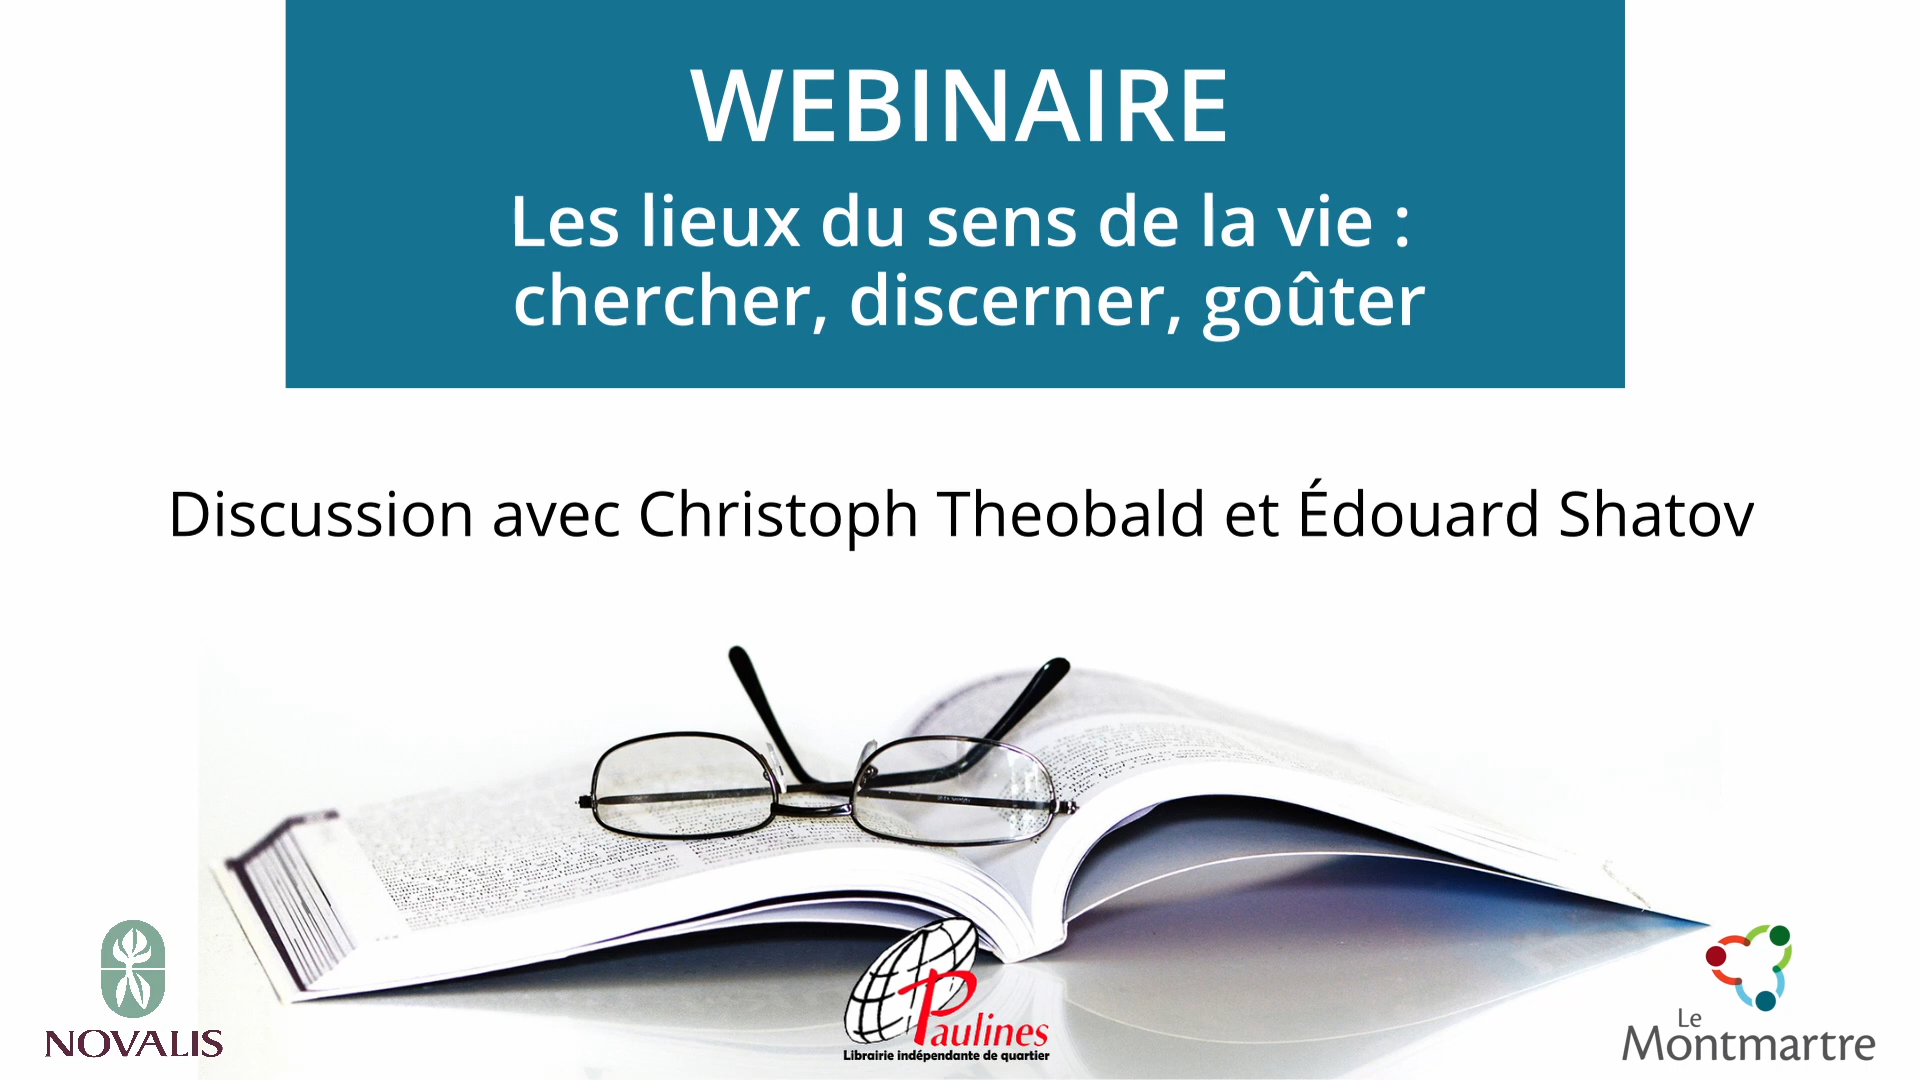 WEBINAIRE
Les lieux du sens de la vie :
chercher, discerner, goûter
Discussion avec Christoph Theobald et Édouard Shatov
NOVALIS
Paulines
Librairie indépendante de quartier
Le
Montmartre